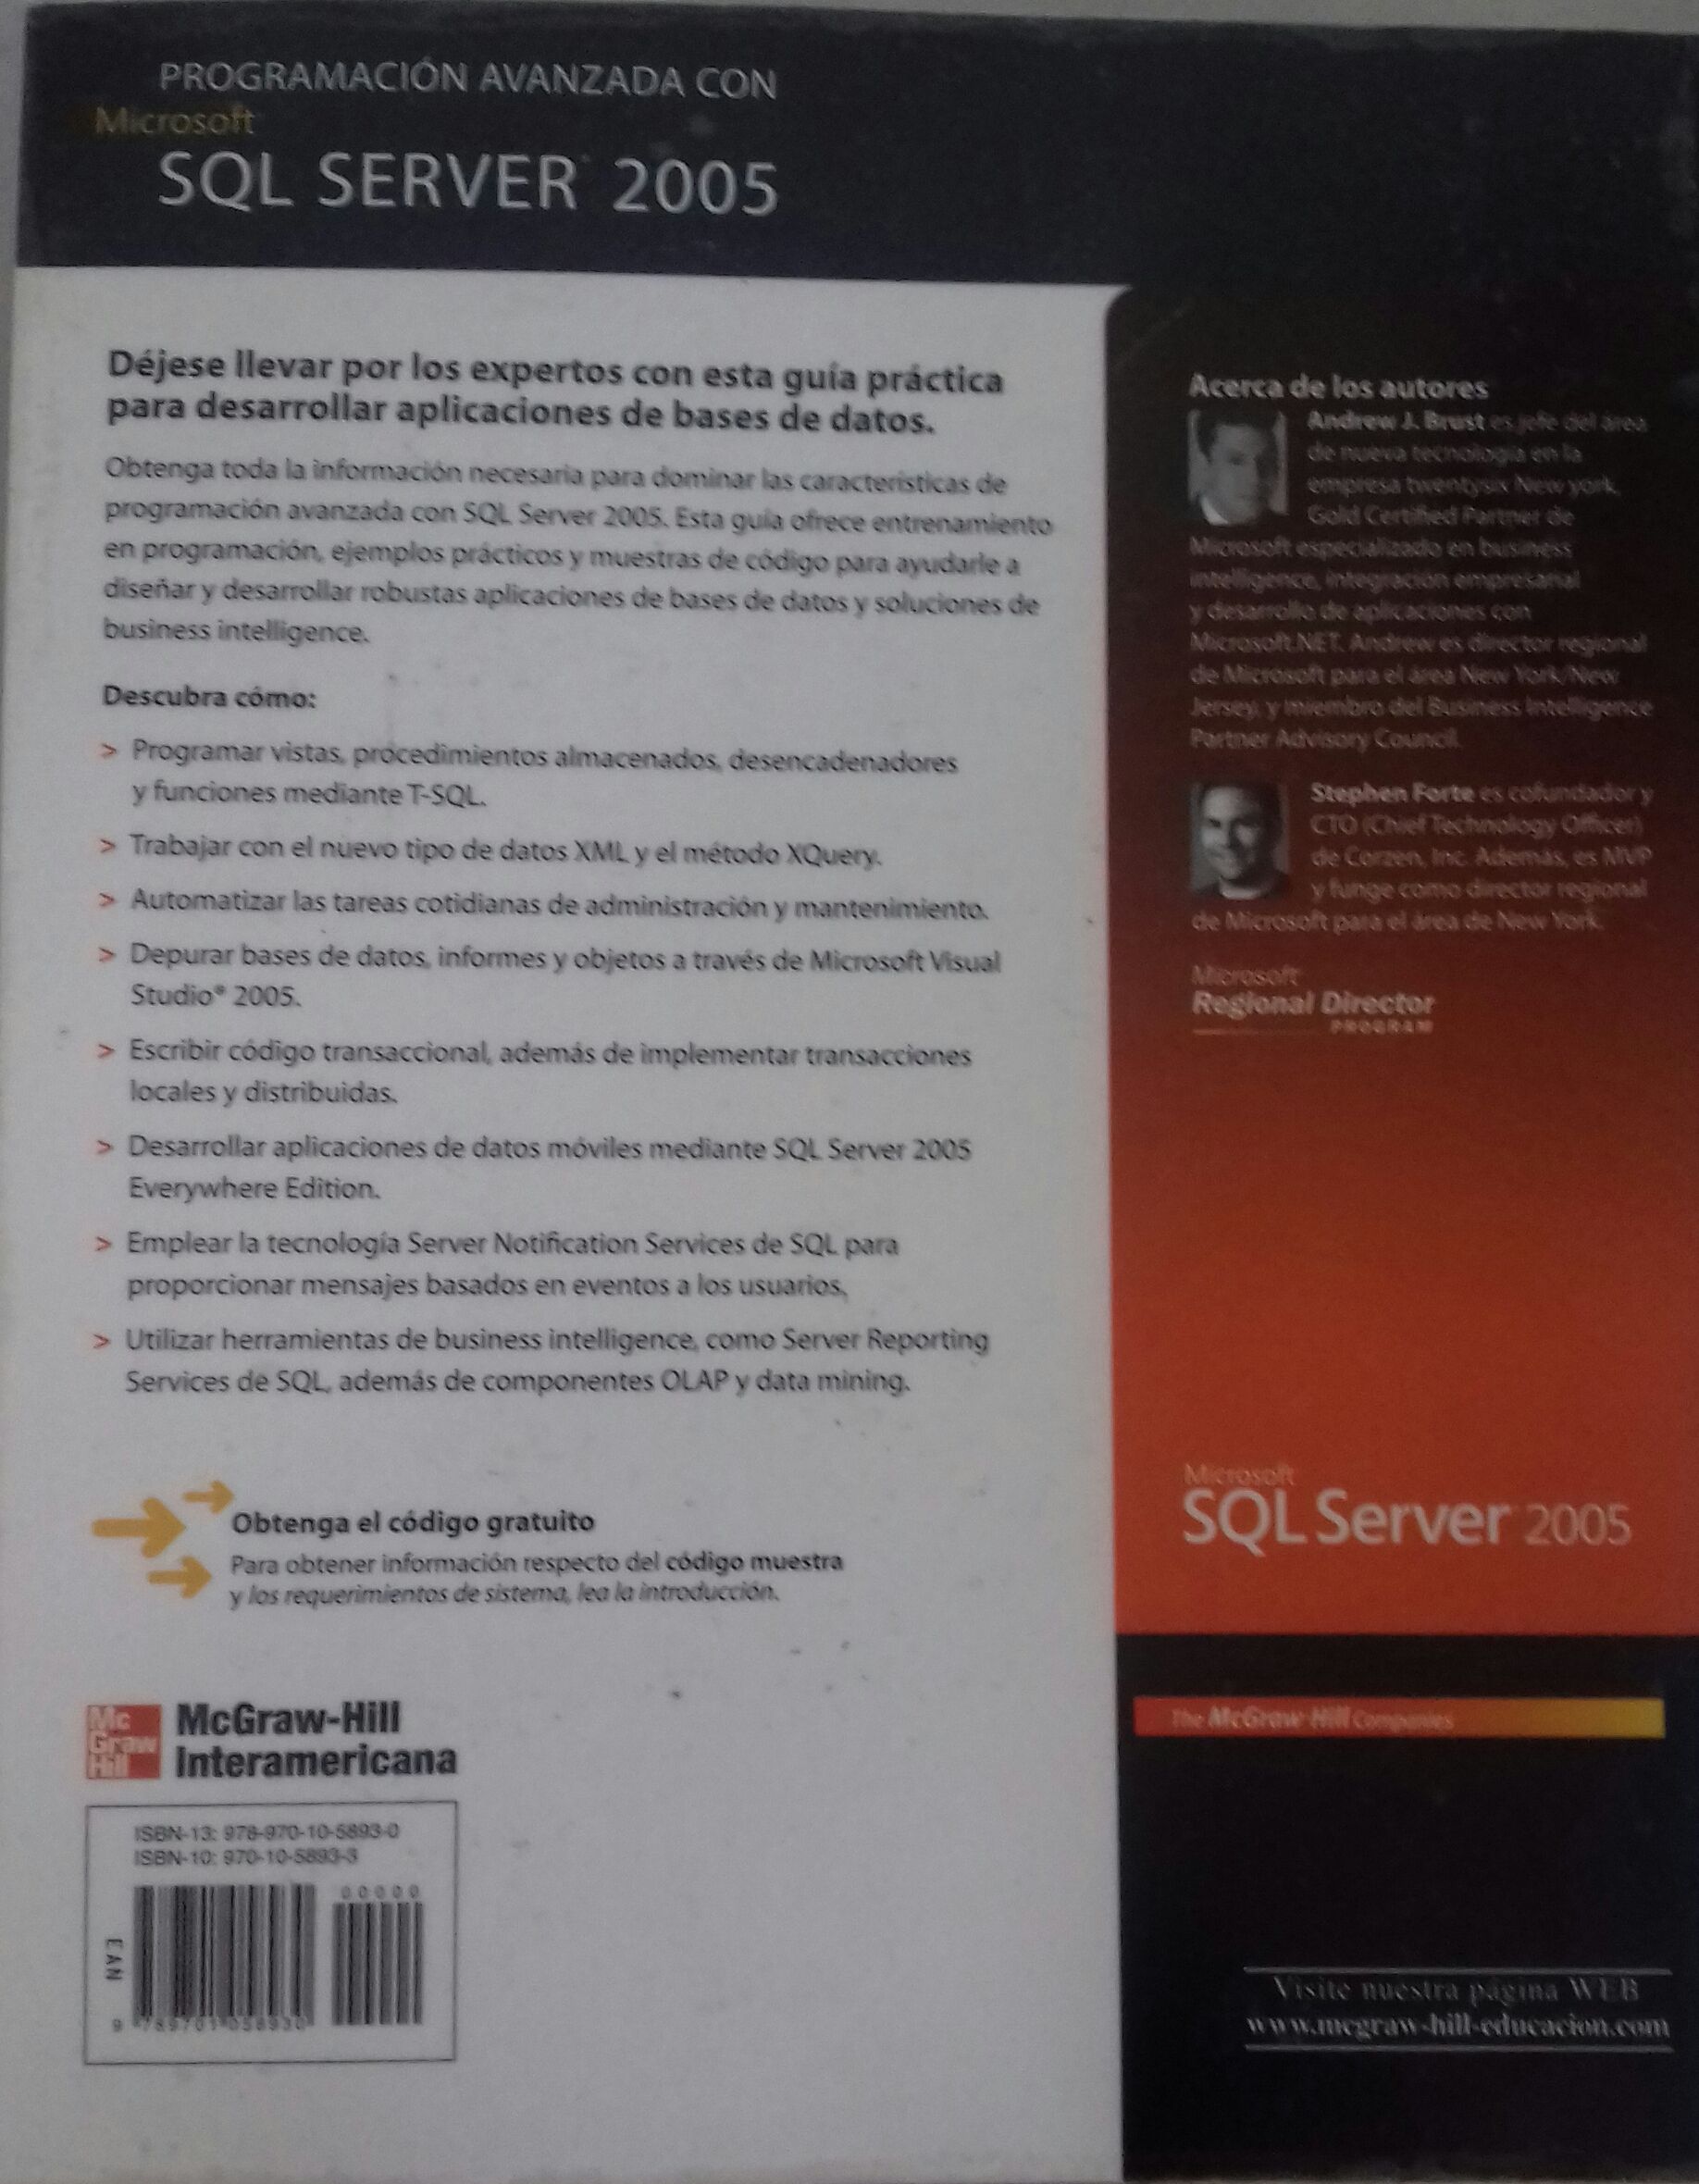 PROGRAMACIÓN AVANZADA CON
Microsoft
SQL SERVER 2005
Déjese llevar por los expertos con esta guía práctica
para desarrollar aplicaciones de bases de datos.
Obtenga toda la información necesaria para dominar las características de
programación avanzada con SQL Server 2005. Esta guía ofrece entrenamiento
en programación, ejemplos prácticos y muestras de código para ayudarle a
diseñar y desarrollar robustas aplicaciones de bases de datos y soluciones de
business intelligence.
Descubra cómo:
> Programar vistas, procedimientos almacenados, desencadenadores
y funciones mediante T-SQL.
> Trabajar con el nuevo tipo de datos XML y el método XQuery.
> Automatizar las tareas cotidianas de administración y mantenimiento.
> Depurar bases de datos, informes y objetos a través de Microsoft Visual
Studio® 2005.
> Escribir código transaccional, además de implementar transacciones
locales y distribuidas.
> Desarrollar aplicaciones de datos móviles mediante SQL Server 2005
Everywhere Edition.
> Emplear la tecnología Server Notification Services de SQL para
proporcionar mensajes basados en eventos a los usuarios.
> Utilizar herramientas de business intelligence, como Server Reporting
Services de SQL, además de componentes OLAP y data mining.
Obtenga el código gratuito
Para obtener información respecto del código muestra
y los requerimientos de sistema, lea la introducción.
Mc
Graw
Hill
McGraw-Hill
Interamericana
ISBN-13: 978-970-10-5893-0
ISBN-10: 970-10-5893-3
00000
EAN
9 789701 058930
Acerca de los autores
Andrew J. Brust es jefe del área
de nueva tecnología en la
empresa twentysix New york,
Gold Certified Partner de
Microsoft especializado en business
intelligence, integración empresarial
y desarrollo de aplicaciones con
Microsoft.NET. Andrew es director regional
de Microsoft para el área New York/New
Jersey, y miembro del Business Intelligence
Partner Advisory Council.
Stephen Forte es cofundador y
CTO (Chief Technology Officer)
de Corzen, Inc. Además, es MVP
y funge como director regional
de Microsoft para el área de New York.
Microsoft
Regional Director
PROGRAM
Microsoft
SQL Server 2005
The McGraw-Hill Companies
Visite nuestra página WEB
www.mcgraw-hill-educacion.com